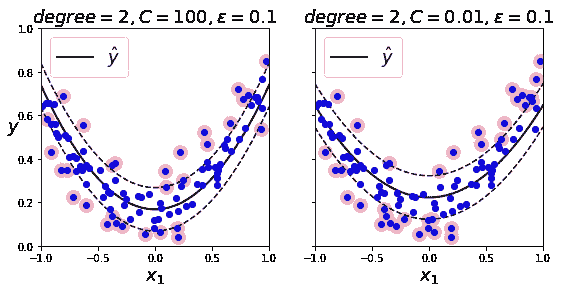 degree = 2, C = 100, ε = 0.1
ŷ
y
1.0
0.8
0.6
0.4
0.2
0.0
−1.0 −0.5 0.0 0.5 1.0
x₁
degree = 2, C = 0.01, ε = 0.1
ŷ
−1.0 −0.5 0.0 0.5 1.0
x₁